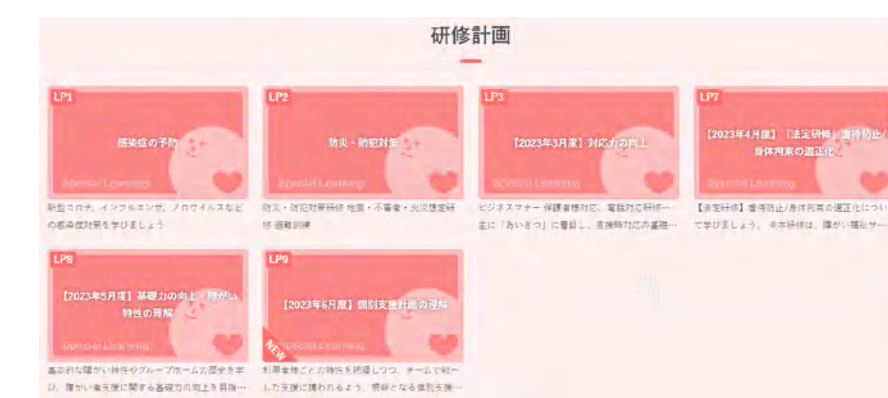 研修計画
LP1
感染症の予防
Special Learning
新型コロナ、インフルエンザ、ノロウイルスなど
の感染症対策を学びましょう
LP2
防災・防犯対策
Special Learning
防災・防犯対策研修 地震・不審者・火災想定研
修 避難訓練
LP3
【2023年3月度】対応力の向上
Special Learning
ビジネスマナー 保護者様対応、電話対応研修…
主に「あいさつ」に着目し、支援時対応の基礎…
LP7
【2023年4月度】「法定研修」虐待防止/
身体拘束の適正化
Special Learning
【法定研修】虐待防止/身体拘束の適正化につい
て学びましょう。 ※本研修は、障がい福祉サ…
LP8
【2023年5月度】基礎力の向上・障がい
特性の理解
Special Learning
基本的な障がい特性やグループホームの歴史を学
び、障がい者支援に関する基礎力の向上を目指…
LP9
【2023年6月度】個別支援計画の理解
Special Learning
NEW
利用者様ごとの特性を把握しつつ、チームで統一
した支援に携われるよう、根幹となる個別支援…